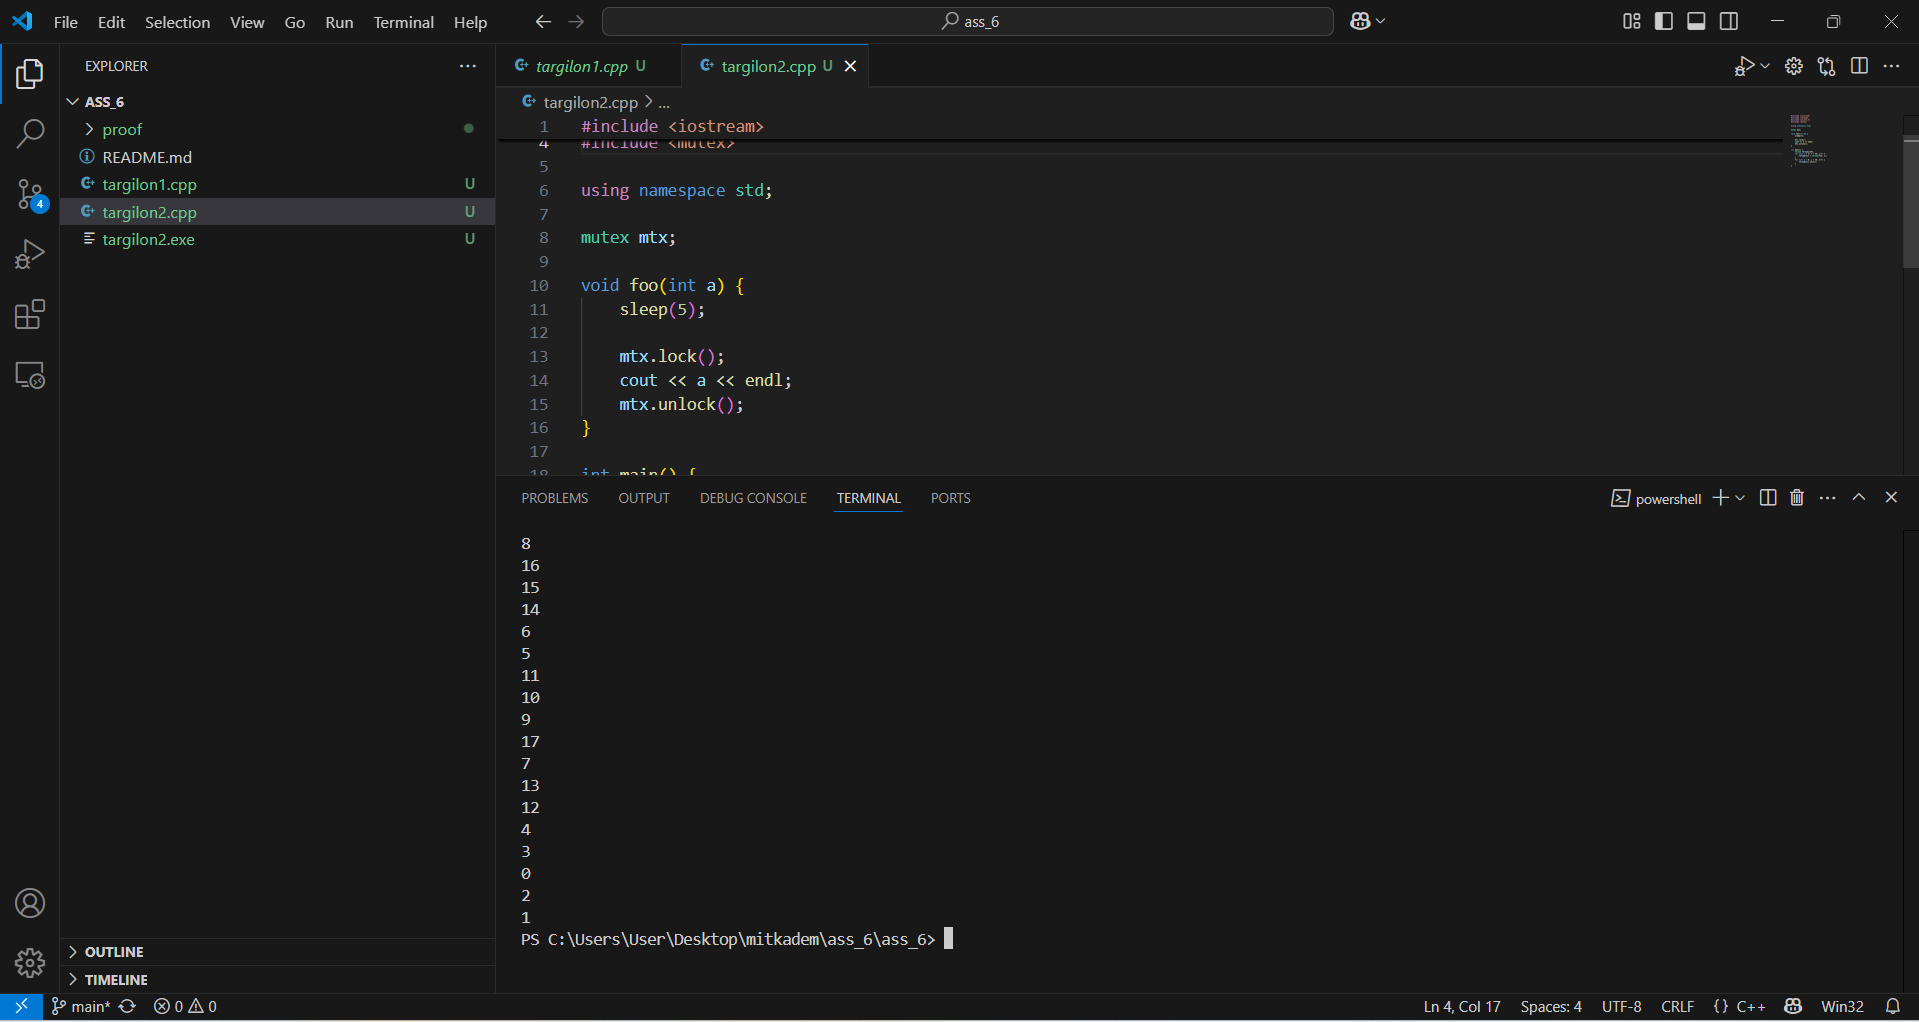 File Edit Selection View Go Run Terminal Help
ass_6
EXPLORER
ASS_6
proof
README.md
targilon1.cpp U
targilon2.cpp U
targilon2.exe U
4
OUTLINE
TIMELINE
targilon1.cpp U
targilon2.cpp U
targilon2.cpp > ...
1 #include <iostream>
4 #include <mutex>
5
6 using namespace std;
7
8 mutex mtx;
9
10 void foo(int a) {
11 sleep(5);
12
13 mtx.lock();
14 cout << a << endl;
15 mtx.unlock();
16 }
17
18 int main() {
PROBLEMS OUTPUT DEBUG CONSOLE TERMINAL PORTS
powershell
8
16
15
14
6
5
11
10
9
17
7
13
12
4
3
0
2
1
PS C:\Users\User\Desktop\mitkadem\ass_6\ass_6>
main* 0 0
Ln 4, Col 17 Spaces: 4 UTF-8 CRLF {} C++ Win32